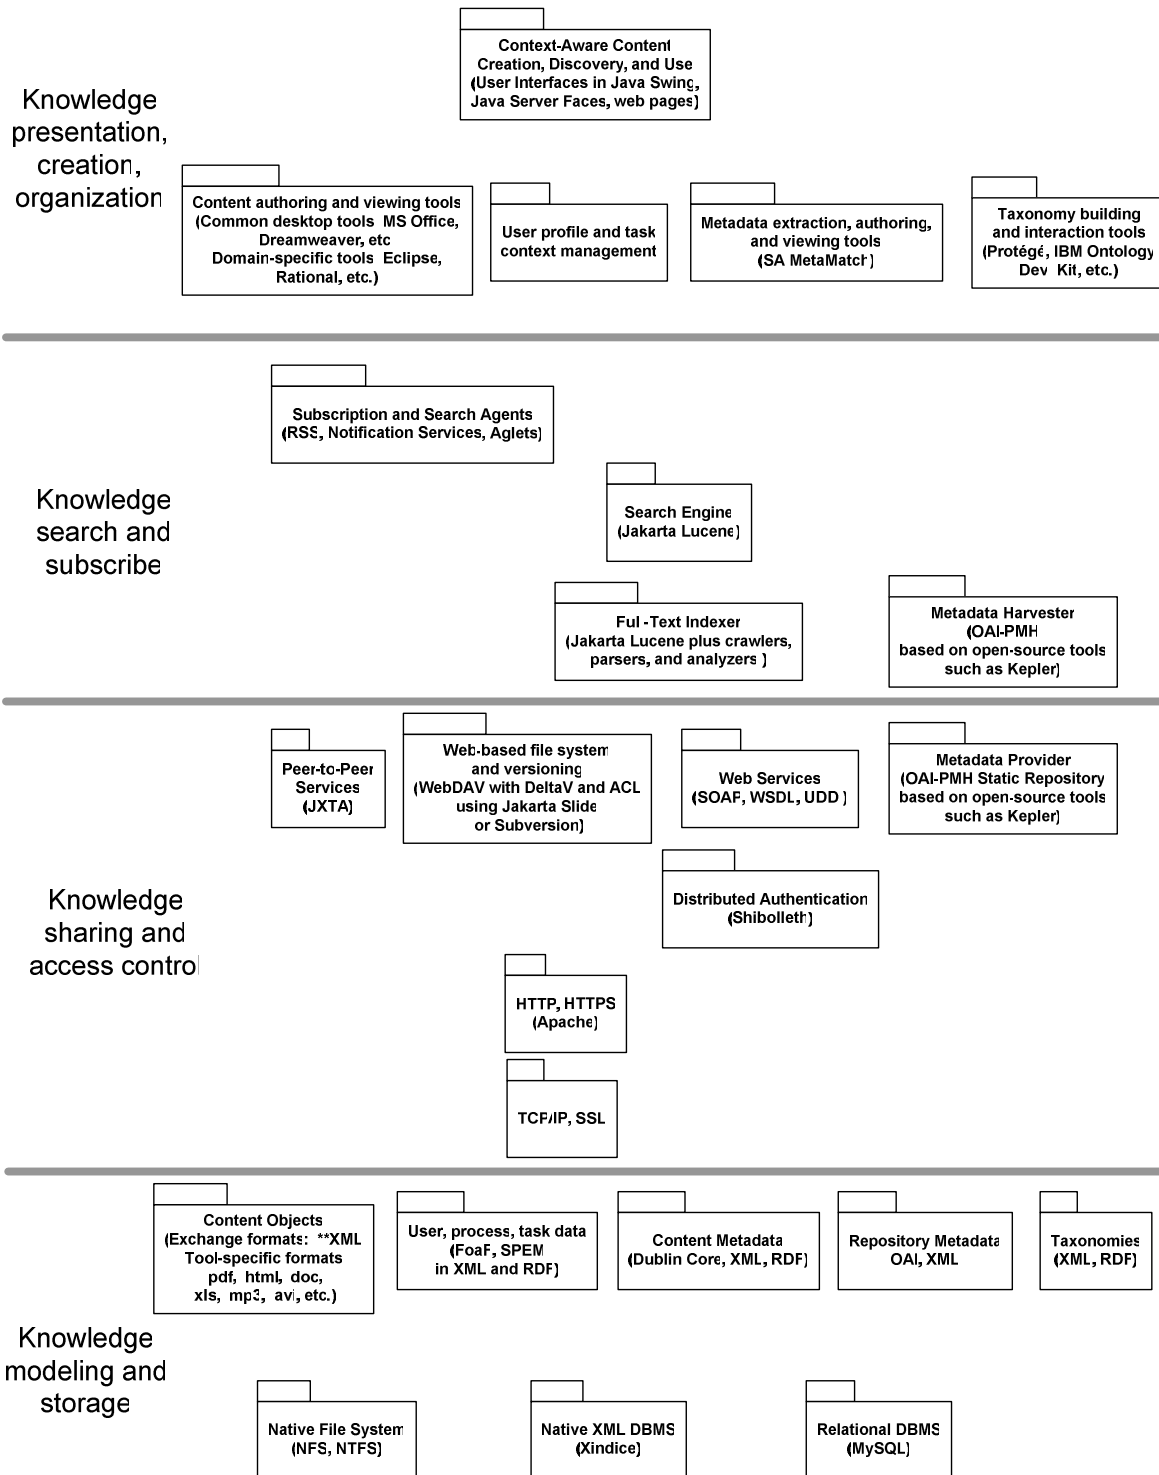 Knowledge
presentation,
creation,
organization
Context-Aware Content
Creation, Discovery, and Use
(User Interfaces in Java Swing,
Java Server Faces, web pages)
Content authoring and viewing tools
(Common desktop tools MS Office,
Dreamweaver, etc
Domain-specific tools Eclipse,
Rational, etc.)
User profile and task
context management
Metadata extraction, authoring,
and viewing tools
(SA MetaMatch)
Taxonomy building
and interaction tools
(Protégé, IBM Ontology
Dev Kit, etc.)
Knowledge
search and
subscribe
Subscription and Search Agents
(RSS, Notification Services, Aglets)
Search Engine
(Jakarta Lucene)
Ful -Text Indexer
(Jakarta Lucene plus crawlers,
parsers, and analyzers )
Metadata Harvester
(OAI-PMH
based on open-source tools
such as Kepler)
Knowledge
sharing and
access control
Peer-to-Peer
Services
(JXTA)
Web-based file system
and versioning
(WebDAV with DeltaV and ACL
using Jakarta Slide
or Subversion)
Web Services
(SOAP, WSDL, UDD )
Metadata Provider
(OAI-PMH Static Repository
based on open-source tools
such as Kepler)
Distributed Authentication
(Shibolleth)
HTTP, HTTPS
(Apache)
TCP/IP, SSL
Knowledge
modeling and
storage
Content Objects
(Exchange formats: **XML
Tool-specific formats
pdf, html, doc,
xls, mp3, avi, etc.)
User, process, task data
(FoaF, SPEM
in XML and RDF)
Content Metadata
(Dublin Core, XML, RDF)
Repository Metadata
OAI, XML
Taxonomies
(XML, RDF)
Native File System
(NFS, NTFS)
Native XML DBMS
(Xindice)
Relational DBMS
(MySQL)